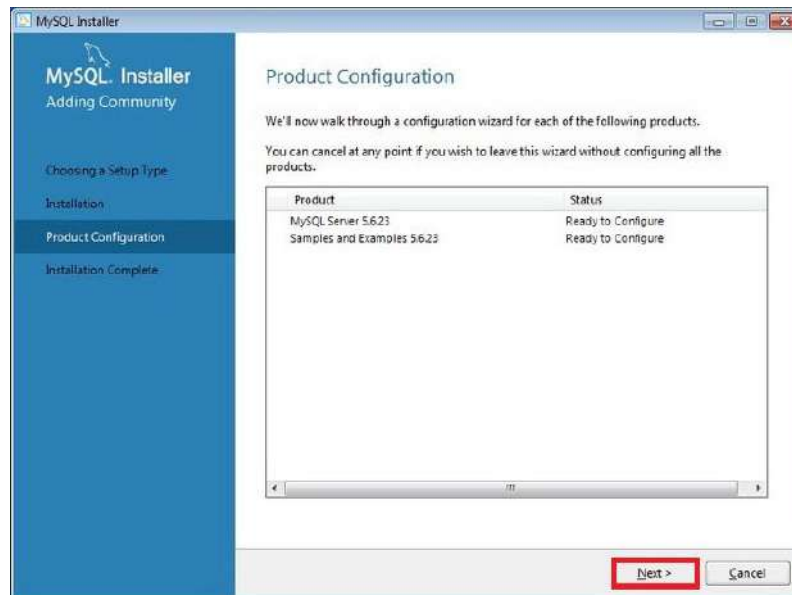 MySQL Installer
MySQL. Installer
Adding Community
Choosing a Setup Type
Installation
Product Configuration
Installation Complete
Product Configuration
We'll now walk through a configuration wizard for each of the following products.
You can cancel at any point if you wish to leave this wizard without configuring all the
products.
Product Status
MySQL Server 5.6.23 Ready to Configure
Samples and Examples 5.6.23 Ready to Configure
Next > Cancel